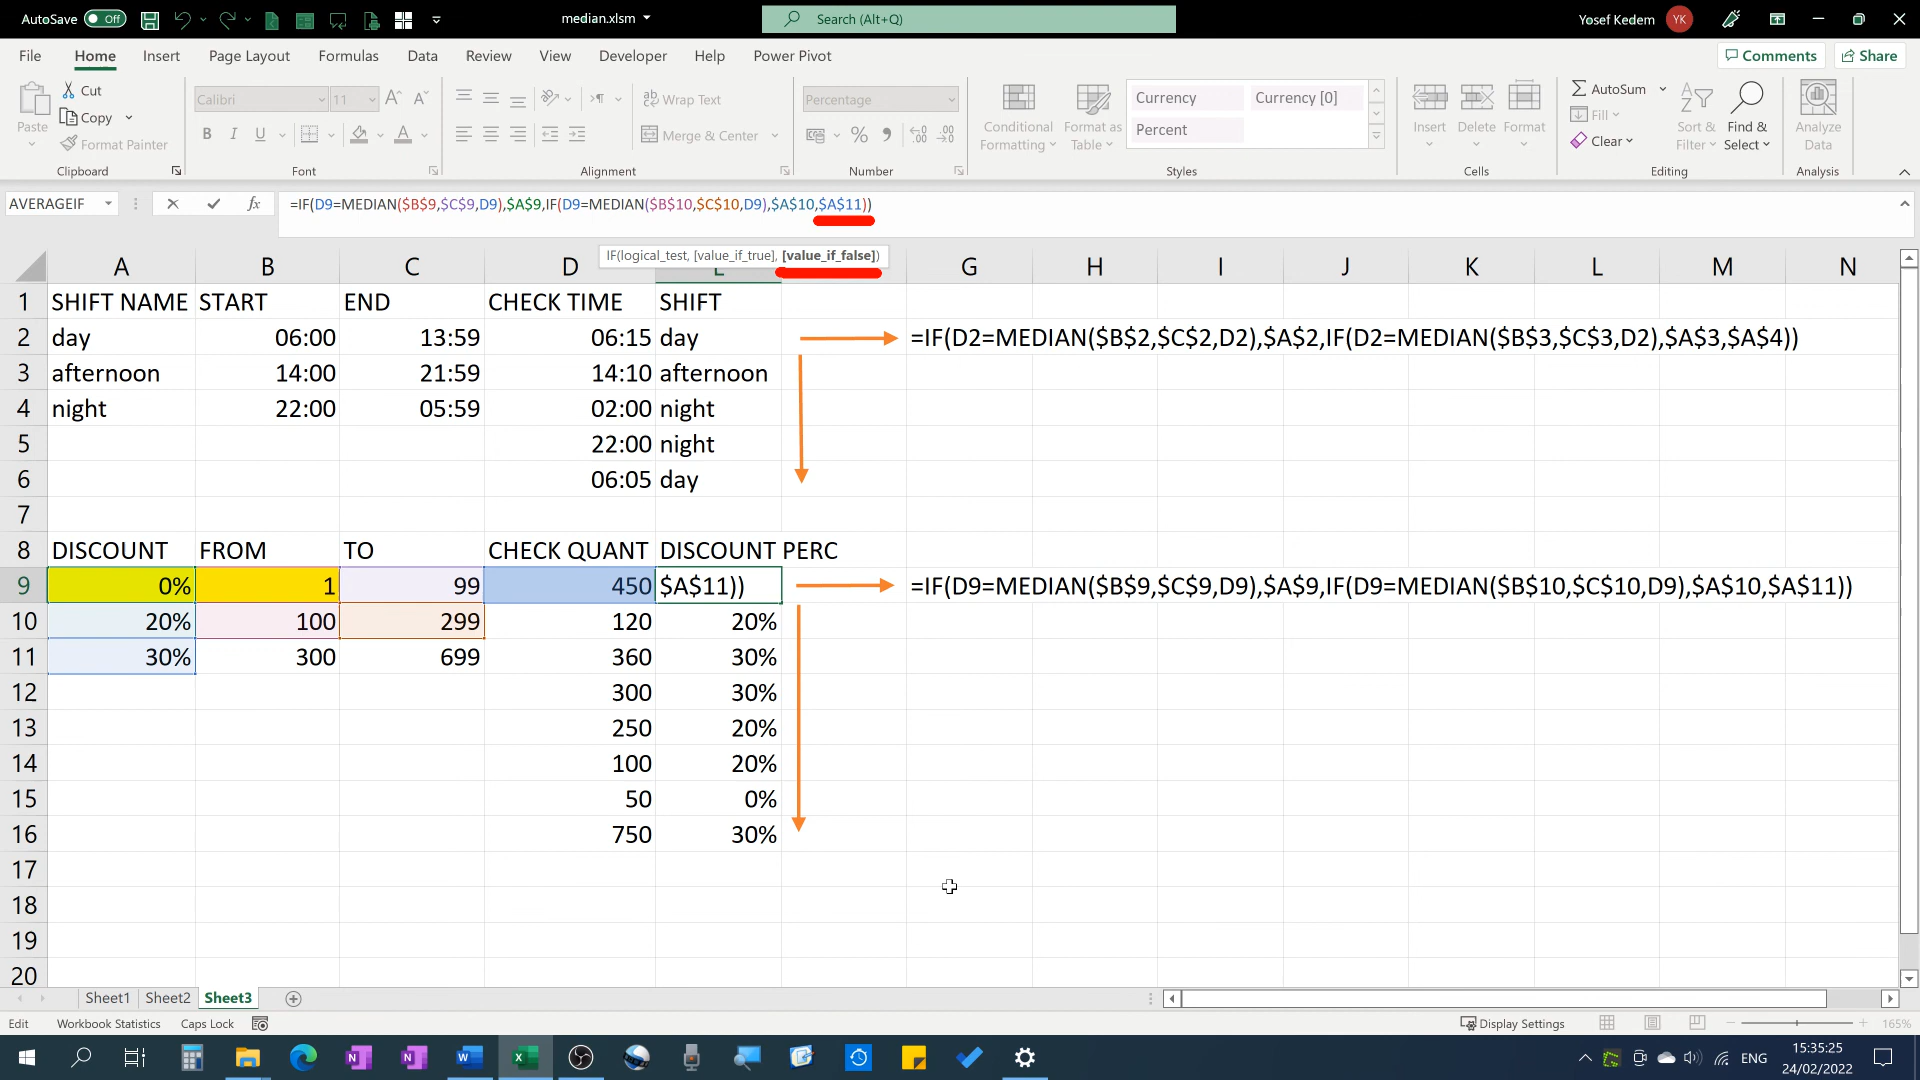 AutoSave Off median.xlsm Search (Alt+Q) Yosef Kedem YK
File Home Insert Page Layout Formulas Data Review View Developer Help Power Pivot Comments Share
Paste Cut Copy Format Painter
Calibri 11
B I U
Wrap Text
Merge & Center
Percentage
Conditional Formatting
Format as Table
Currency Currency [0]
Percent
Insert Delete Format
AutoSum
Fill
Clear
Sort & Filter
Find & Select
Analyze Data
Clipboard Font Alignment Number Styles Cells Editing Analysis
AVERAGEIF fx =IF(D9=MEDIAN($B$9,$C$9,D9),$A$9,IF(D9=MEDIAN($B$10,$C$10,D9),$A$10,$A$11))
IF(logical_test, [value_if_true], [value_if_false])
A B C D E G H I J K L M N
1 SHIFT NAME START END CHECK TIME SHIFT
2 day 06:00 13:59 06:15 day =IF(D2=MEDIAN($B$2,$C$2,D2),$A$2,IF(D2=MEDIAN($B$3,$C$3,D2),$A$3,$A$4))
3 afternoon 14:00 21:59 14:10 afternoon
4 night 22:00 05:59 02:00 night
5 22:00 night
6 06:05 day
7
8 DISCOUNT FROM TO CHECK QUANT DISCOUNT PERC
9 0% 1 99 450 $A$11)) =IF(D9=MEDIAN($B$9,$C$9,D9),$A$9,IF(D9=MEDIAN($B$10,$C$10,D9),$A$10,$A$11))
10 20% 100 299 120 20%
11 30% 300 699 360 30%
12 300 30%
13 250 20%
14 100 20%
15 50 0%
16 750 30%
17
18
19
20
Sheet1 Sheet2 Sheet3
Edit Workbook Statistics Caps Lock Display Settings 165%
ENG 15:35:25
24/02/2022